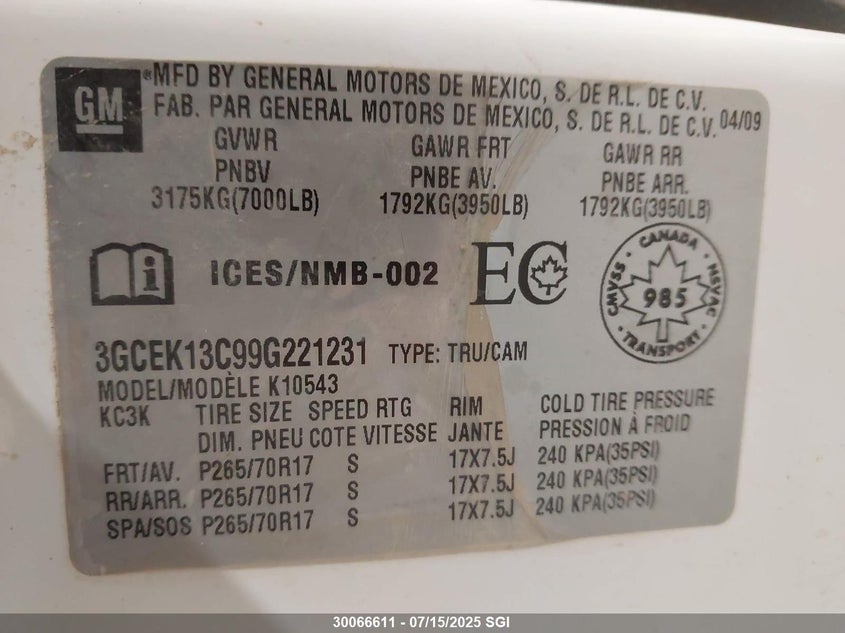 GM
®MFD BY GENERAL MOTORS DE MEXICO, S. DE R.L. DE C.V.
FAB. PAR GENERAL MOTORS DE MEXICO, S. DE R.L. DE C.V. 04/09
GVWR GAWR FRT GAWR RR
PNBV PNBE AV. PNBE ARR.
3175KG(7000LB) 1792KG(3950LB) 1792KG(3950LB)
ICES/NMB-002 EC
CANADA
CMVSS 985 NSVAC
TRANSPORT
3GCEK13C99G221231 TYPE: TRU/CAM
MODEL/MODÈLE K10543
KC3K TIRE SIZE SPEED RTG RIM COLD TIRE PRESSURE
DIM. PNEU COTE VITESSE JANTE PRESSION À FROID
FRT/AV. P265/70R17 S 17X7.5J 240 KPA(35PSI)
RR/ARR. P265/70R17 S 17X7.5J 240 KPA(35PSI)
SPA/SOS P265/70R17 S 17X7.5J 240 KPA(35PSI)
30066611 - 07/15/2025 SGI